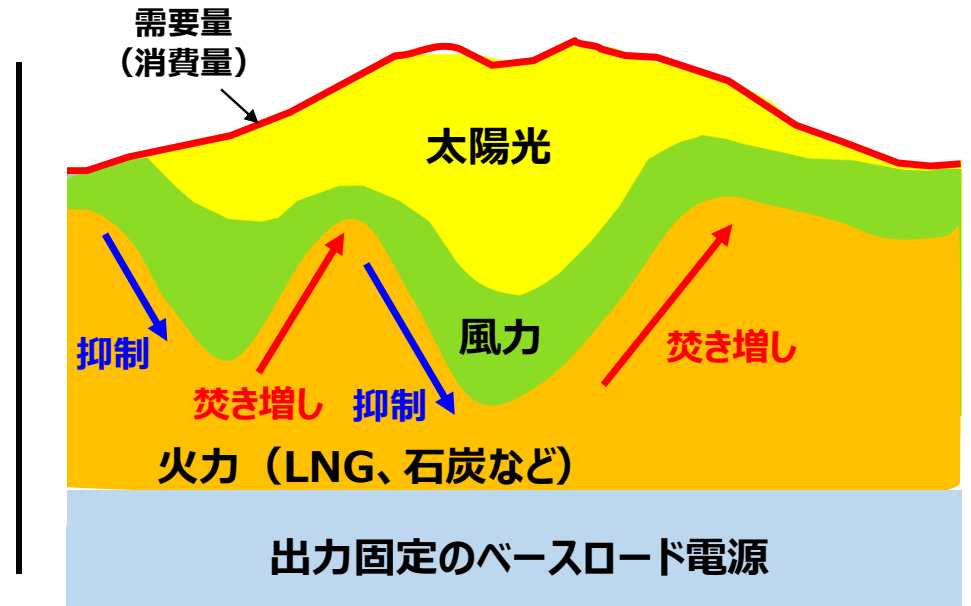 需要量
（消費量）
太陽光
風力
抑制
焚き増し
抑制
焚き増し
火力（LNG、石炭など）
出力固定のベースロード電源